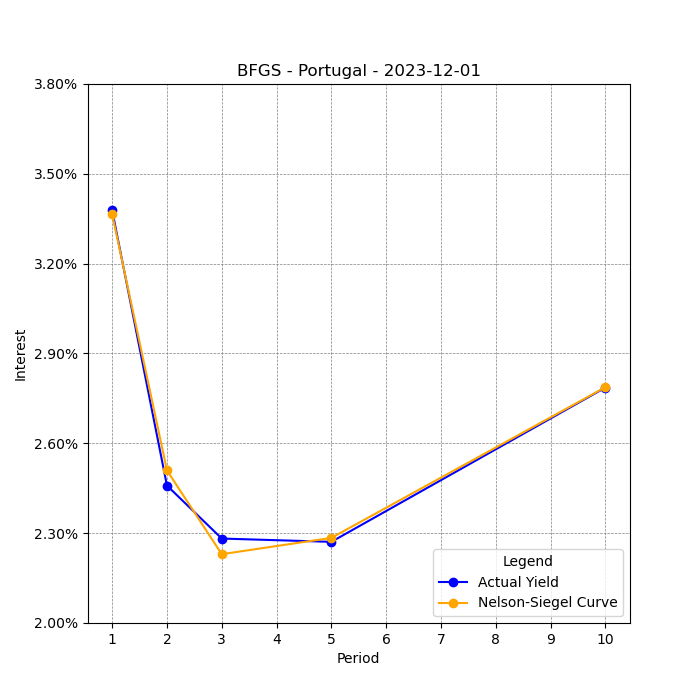 BFGS - Portugal - 2023-12-01
3.80%
3.50%
3.20%
2.90%
2.60%
2.30%
2.00%
Interest
Legend
Actual Yield
Nelson-Siegel Curve
1 2 3 4 5 6 7 8 9 10
Period